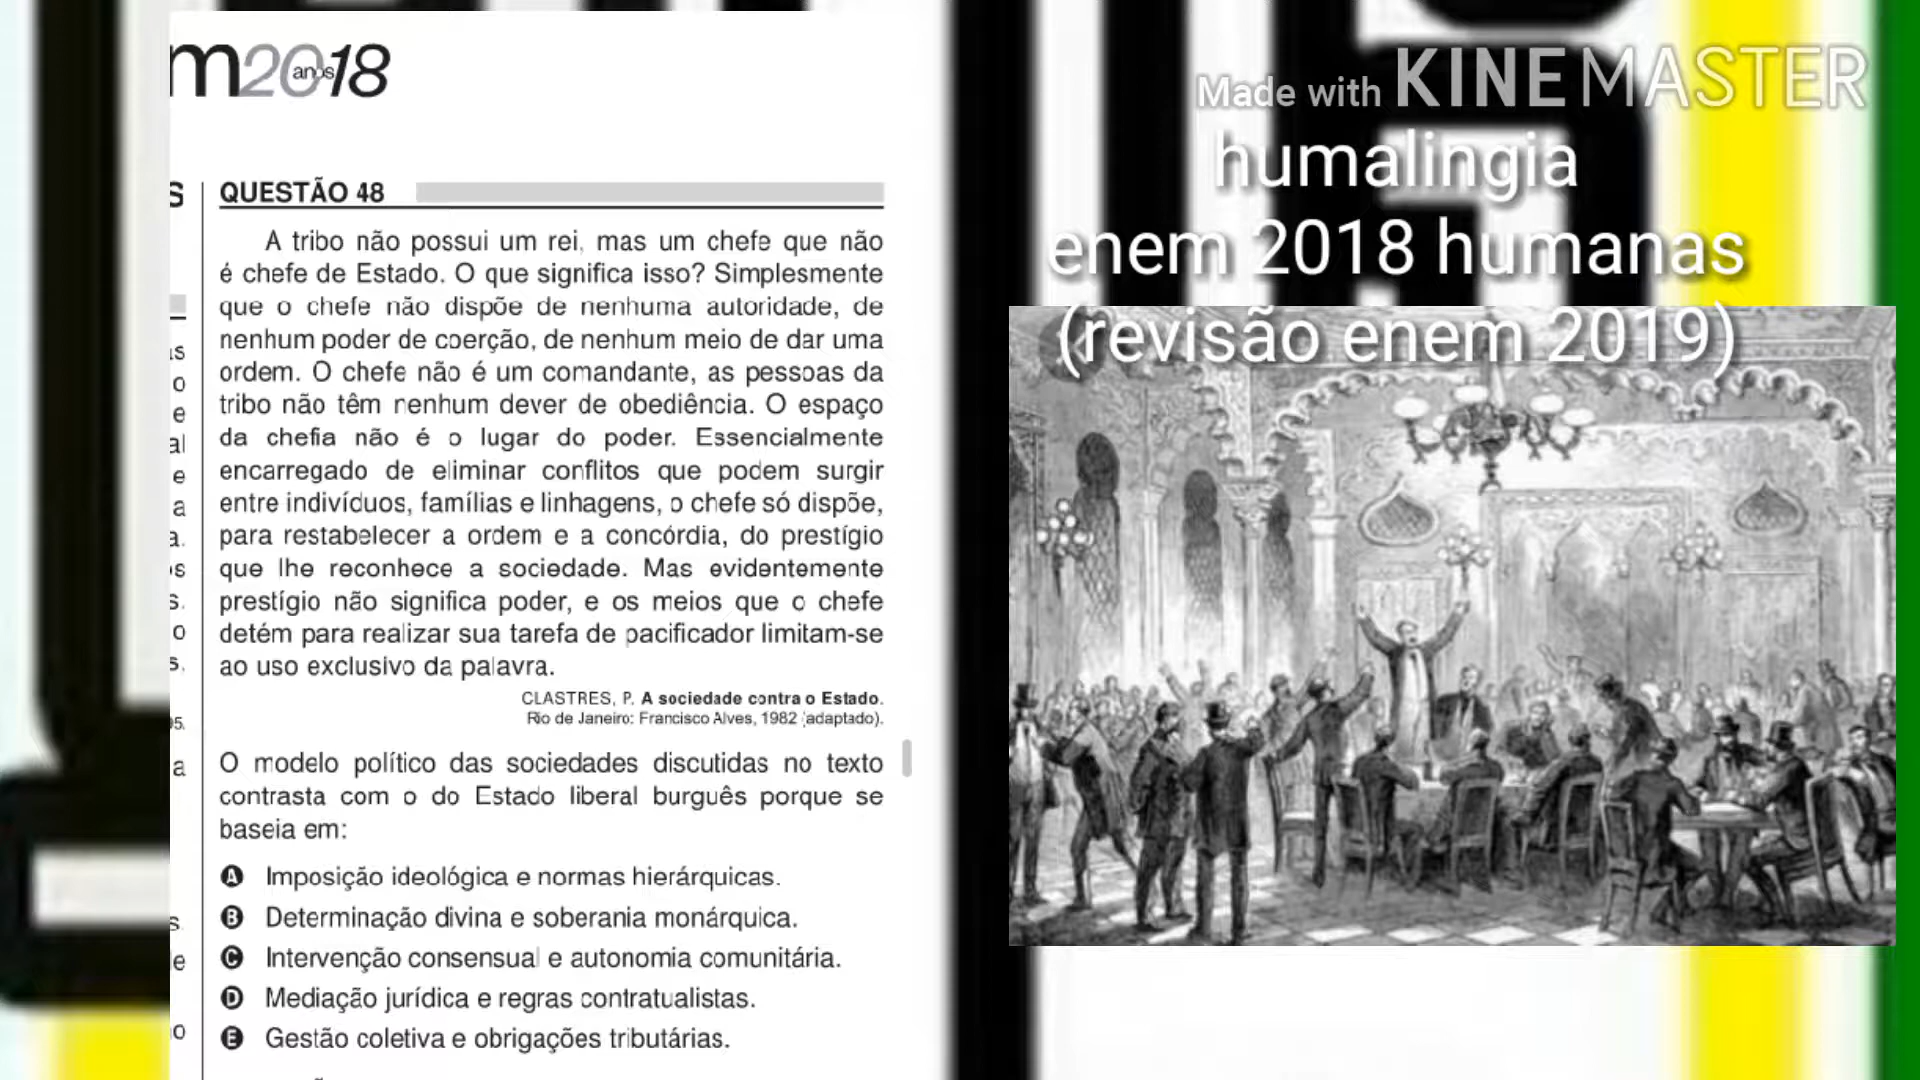 m20anos18
QUESTÃO 48
A tribo não possui um rei, mas um chefe que não
é chefe de Estado. O que significa isso? Simplesmente
que o chefe não dispõe de nenhuma autoridade, de
nenhum poder de coerção, de nenhum meio de dar uma
ordem. O chefe não é um comandante, as pessoas da
tribo não têm nenhum dever de obediência. O espaço
da chefia não é o lugar do poder. Essencialmente
encarregado de eliminar conflitos que podem surgir
entre indivíduos, famílias e linhagens, o chefe só dispõe,
para restabelecer a ordem e a concórdia, do prestígio
que lhe reconhece a sociedade. Mas evidentemente
prestígio não significa poder, e os meios que o chefe
detém para realizar sua tarefa de pacificador limitam-se
ao uso exclusivo da palavra.
CLASTRES, P. A sociedade contra o Estado.
Rio de Janeiro: Francisco Alves, 1982 (adaptado).
O modelo político das sociedades discutidas no texto
contrasta com o do Estado liberal burguês porque se
baseia em:
A Imposição ideológica e normas hierárquicas.
B Determinação divina e soberania monárquica.
C Intervenção consensual e autonomia comunitária.
D Mediação jurídica e regras contratualistas.
E Gestão coletiva e obrigações tributárias.
Made with KINEMASTER
humalingia
enem 2018 humanas
(revisão enem 2019)